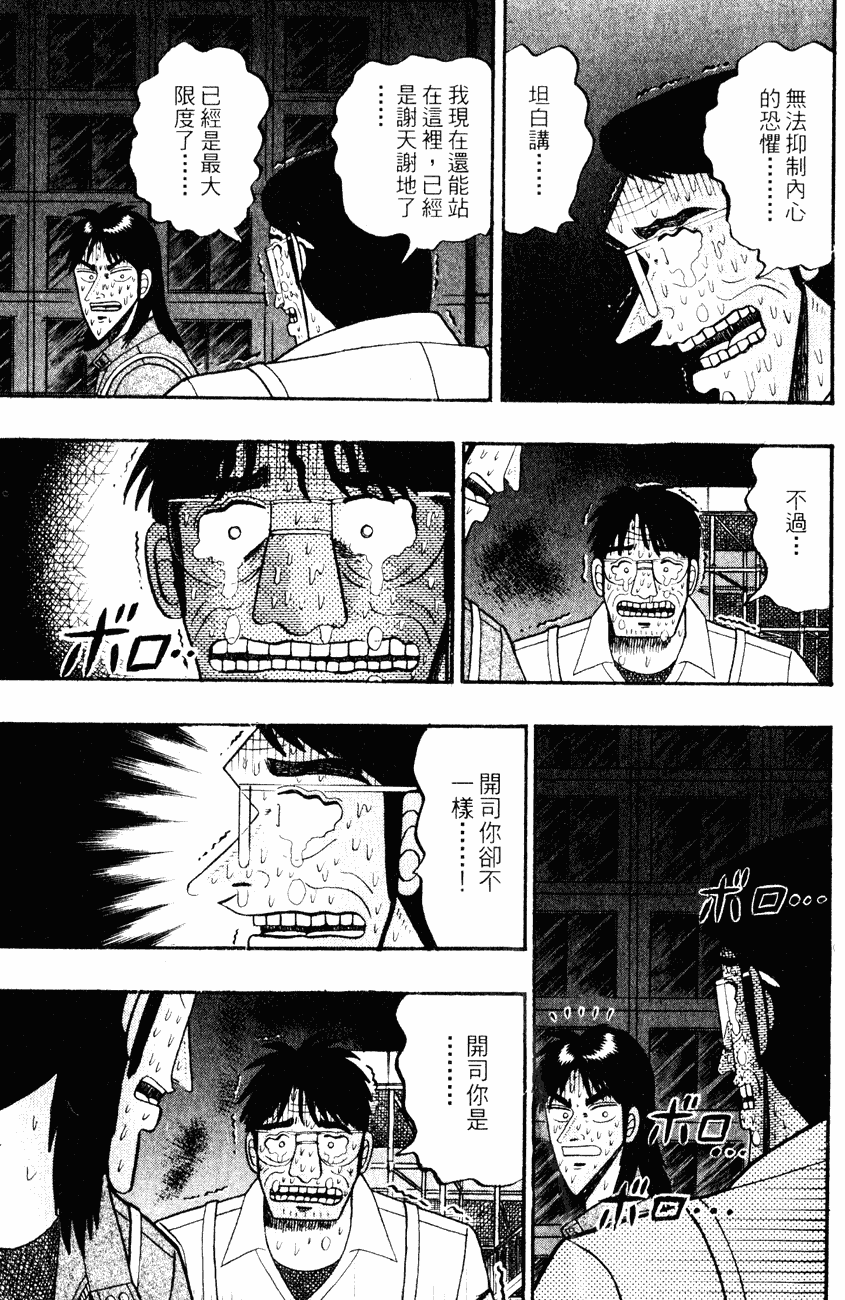 無法抑制內心
的恐懼………
坦白講……
我現在還能站
在這裡，已經
是謝天謝地了
……
已經是最大
限度了……
不過…
ボロ…
開司你卻不
一樣……！
ボロ…
ボロ…
ボロ…
開司你是
………